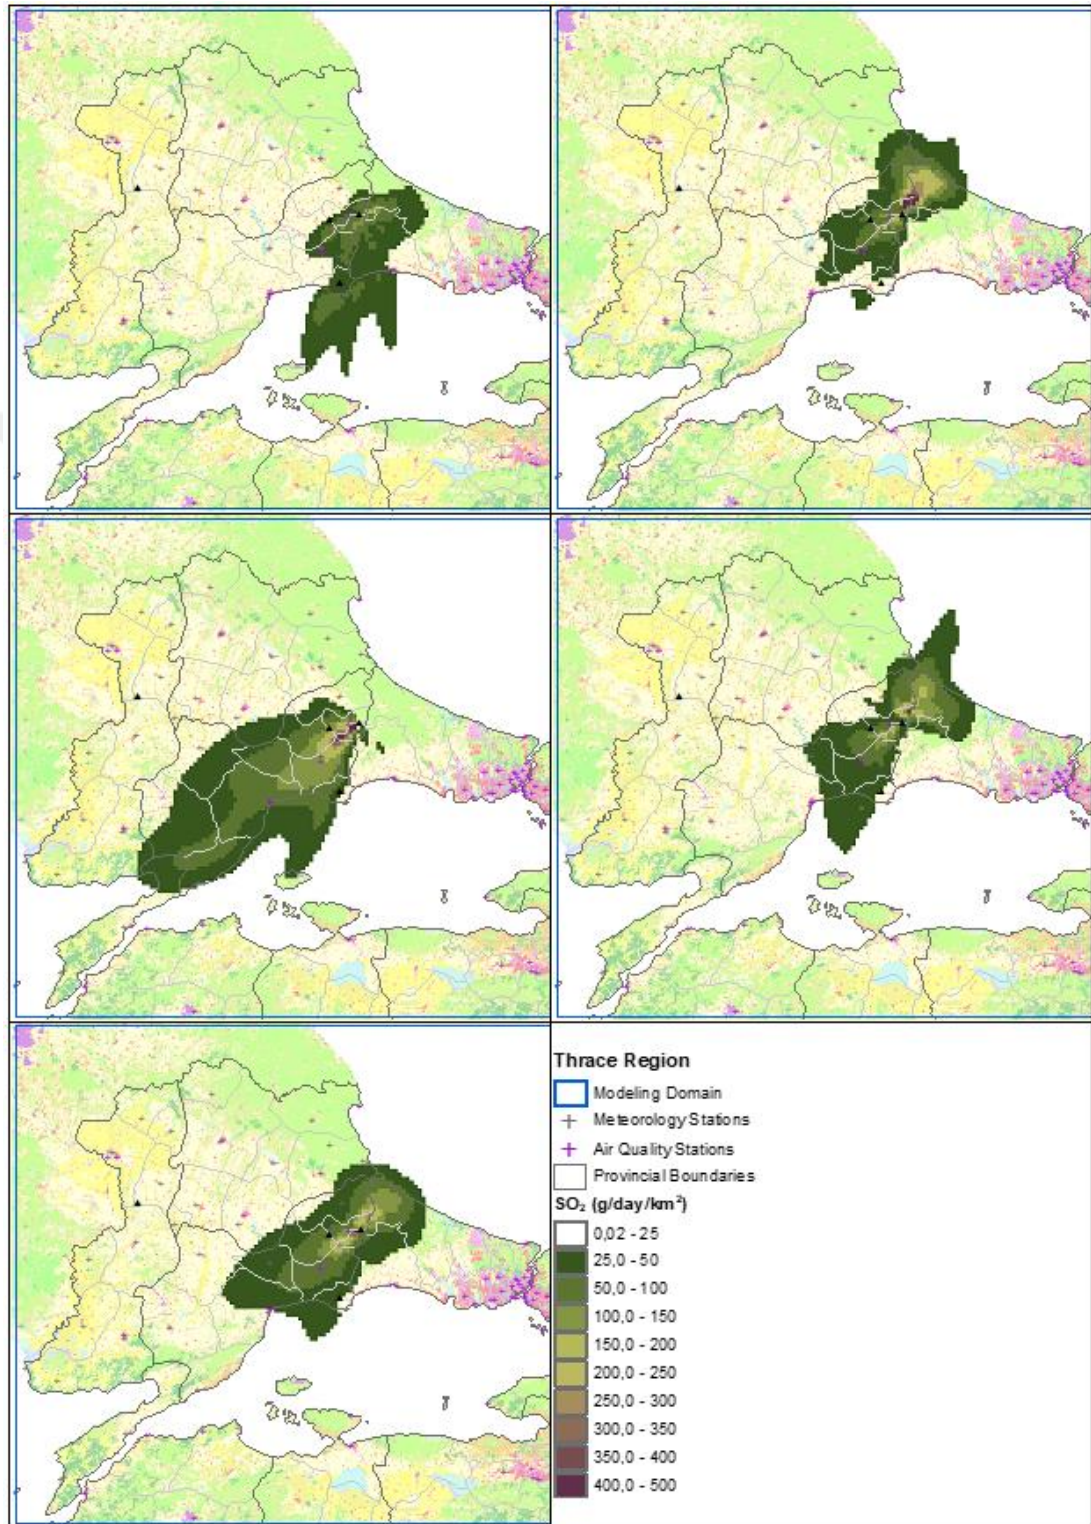 Thrace Region
Modeling Domain
Meteorology Stations
Air Quality Stations
Provincial Boundaries
SO₂ (g/day/km²)
0,02 - 25
25,0 - 50
50,0 - 100
100,0 - 150
150,0 - 200
200,0 - 250
250,0 - 300
300,0 - 350
350,0 - 400
400,0 - 500